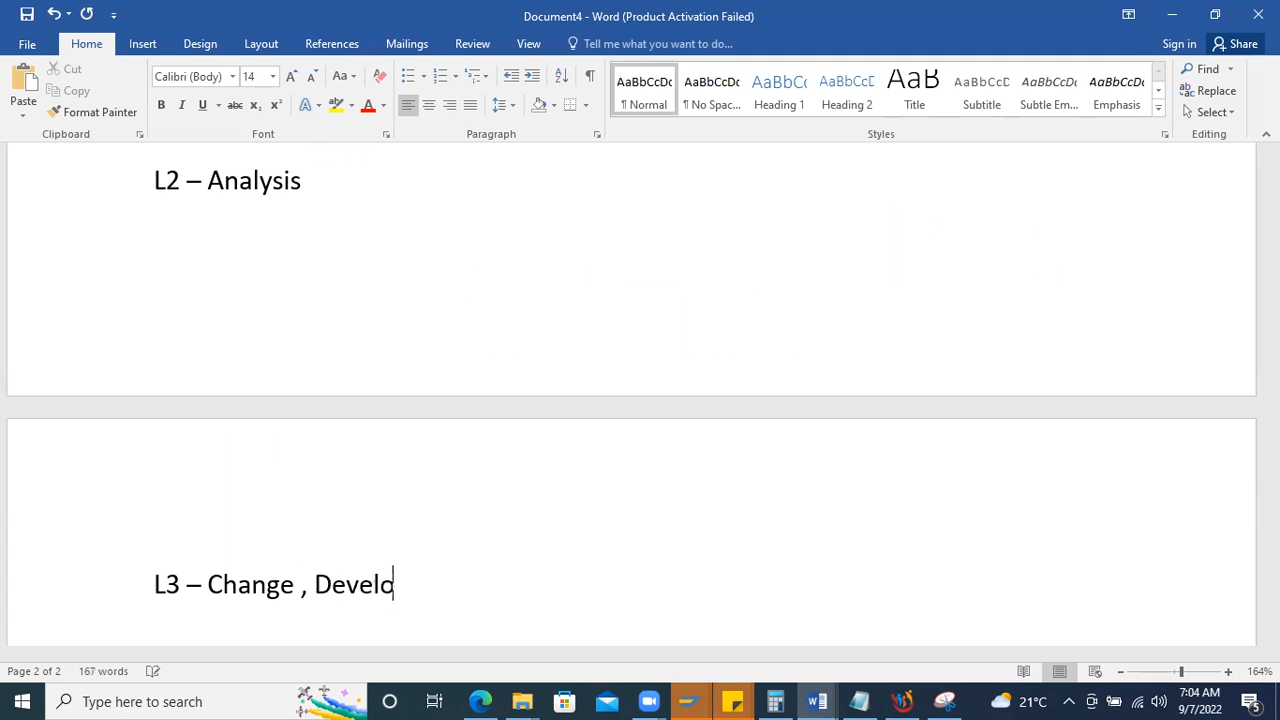 Document4 - Word (Product Activation Failed)
File Home Insert Design Layout References Mailings Review View Tell me what you want to do... Sign in Share
Paste
Cut
Copy
Format Painter
Calibri (Body) 14
AaBbCcDc AaBbCcDc AaBbCc AaBbCcD AaB AaBbCcD AaBbCcDc AaBbCcDc
¶ Normal ¶ No Spac... Heading 1 Heading 2 Title Subtitle Subtle Em... Emphasis
Find
Replace
Select
Clipboard Font Paragraph Styles Editing
L2 – Analysis
L3 – Change , Develo
Page 2 of 2 167 words 164%
Type here to search
21°C
7:04 AM
9/7/2022
5